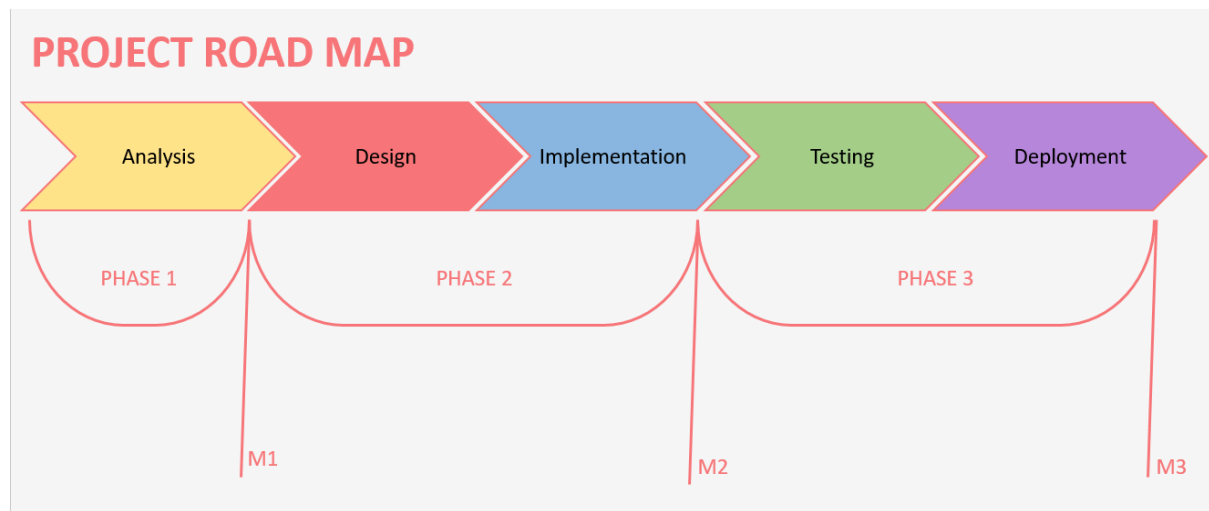 PROJECT ROAD MAP
Analysis
Design
Implementation
Testing
Deployment
PHASE 1
PHASE 2
PHASE 3
M1
M2
M3